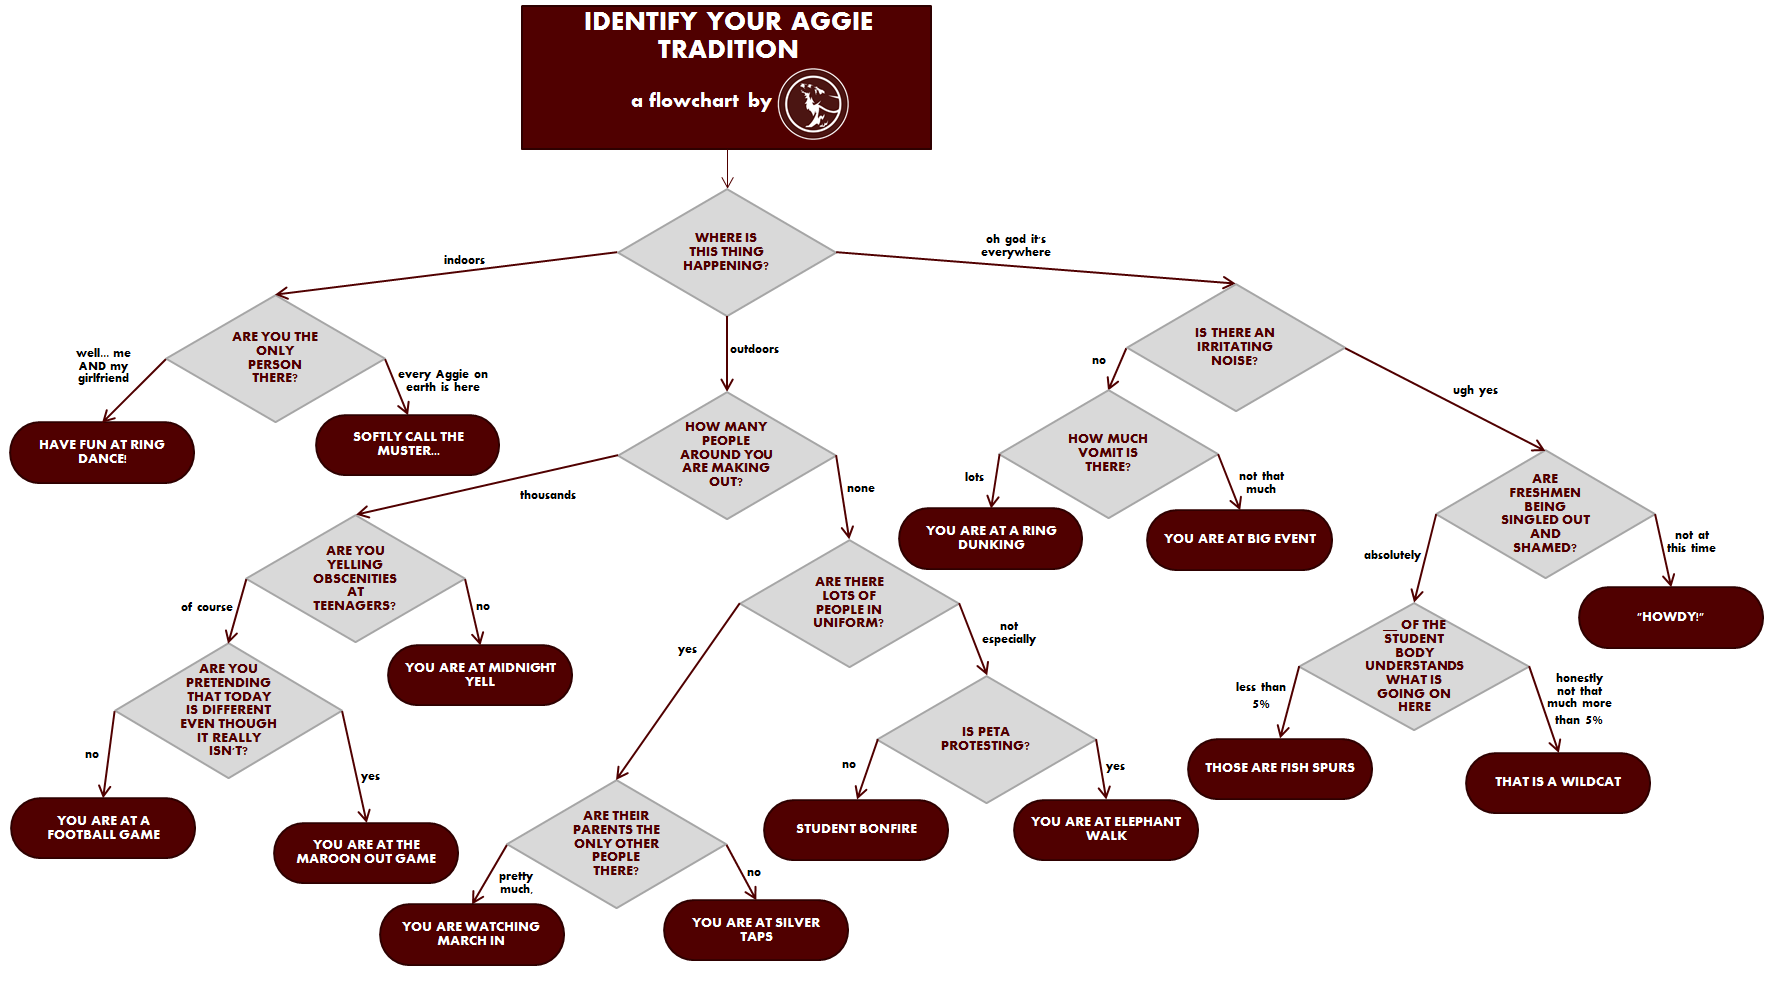 IDENTIFY YOUR AGGIE
TRADITION
a flowchart by
WHERE IS
THIS THING
HAPPENING?
indoors
oh god it's
everywhere
outdoors
ARE YOU THE
ONLY
PERSON
THERE?
well... me
AND my
girlfriend
every Aggie on
earth is here
HAVE FUN AT RING
DANCE!
SOFTLY CALL THE
MUSTER...
HOW MANY
PEOPLE
AROUND YOU
ARE MAKING
OUT?
thousands
none
ARE YOU
YELLING
OBSCENITIES
AT
TEENAGERS?
of course
no
YOU ARE AT MIDNIGHT
YELL
ARE YOU
PRETENDING
THAT TODAY
IS DIFFERENT
EVEN THOUGH
IT REALLY
ISN'T?
no
yes
YOU ARE AT A
FOOTBALL GAME
YOU ARE AT THE
MAROON OUT GAME
ARE THERE
LOTS OF
PEOPLE IN
UNIFORM?
yes
not
especially
ARE THEIR
PARENTS THE
ONLY OTHER
PEOPLE
THERE?
pretty
much,
no
YOU ARE WATCHING
MARCH IN
YOU ARE AT SILVER
TAPS
IS PETA
PROTESTING?
no
yes
STUDENT BONFIRE
YOU ARE AT ELEPHANT
WALK
IS THERE AN
IRRITATING
NOISE?
no
ugh yes
HOW MUCH
VOMIT IS
THERE?
lots
not that
much
YOU ARE AT A RING
DUNKING
YOU ARE AT BIG EVENT
ARE
FRESHMEN
BEING
SINGLED OUT
AND
SHAMED?
absolutely
not at
this time
"HOWDY!"
__ OF THE
STUDENT
BODY
UNDERSTANDS
WHAT IS
GOING ON
HERE
less than
5%
honestly
not that
much more
than 5%
THOSE ARE FISH SPURS
THAT IS A WILDCAT